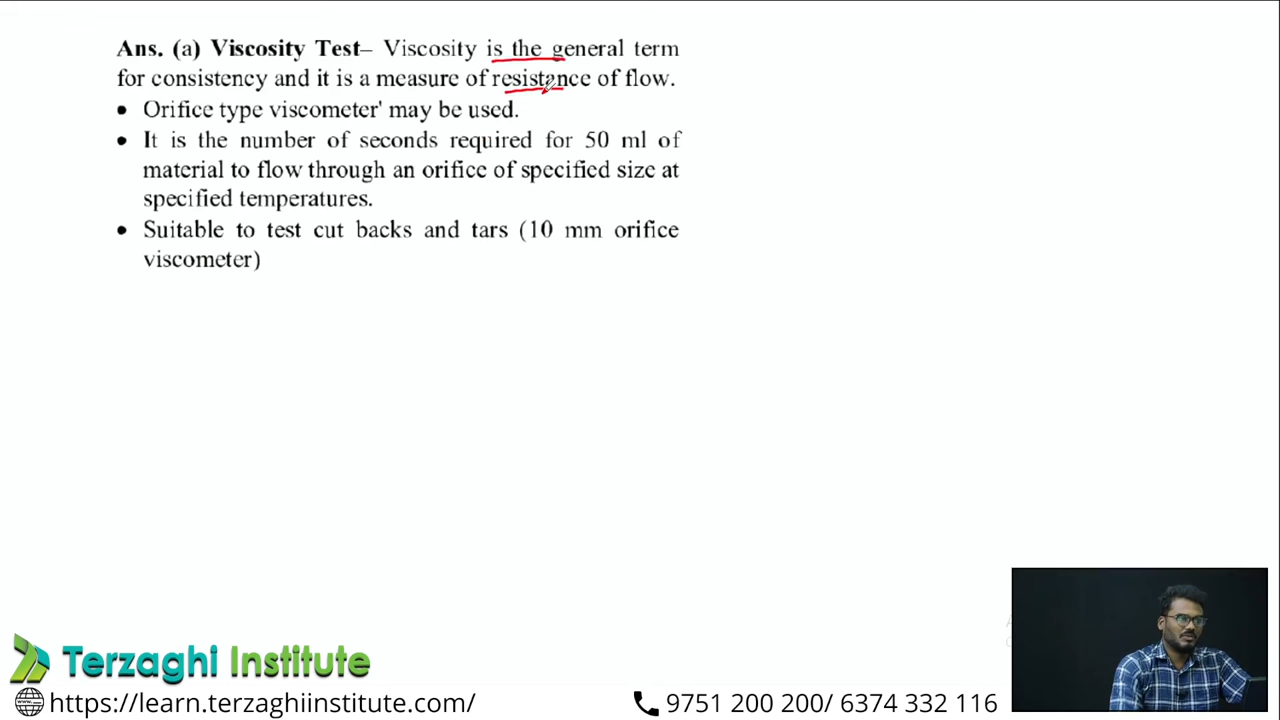 Ans. (a) Viscosity Test– Viscosity is the general term
for consistency and it is a measure of resistance of flow.
• Orifice type viscometer' may be used.
• It is the number of seconds required for 50 ml of
material to flow through an orifice of specified size at
specified temperatures.
• Suitable to test cut backs and tars (10 mm orifice
viscometer)
Terzaghi Institute
https://learn.terzaghiinstitute.com/
9751 200 200/ 6374 332 116